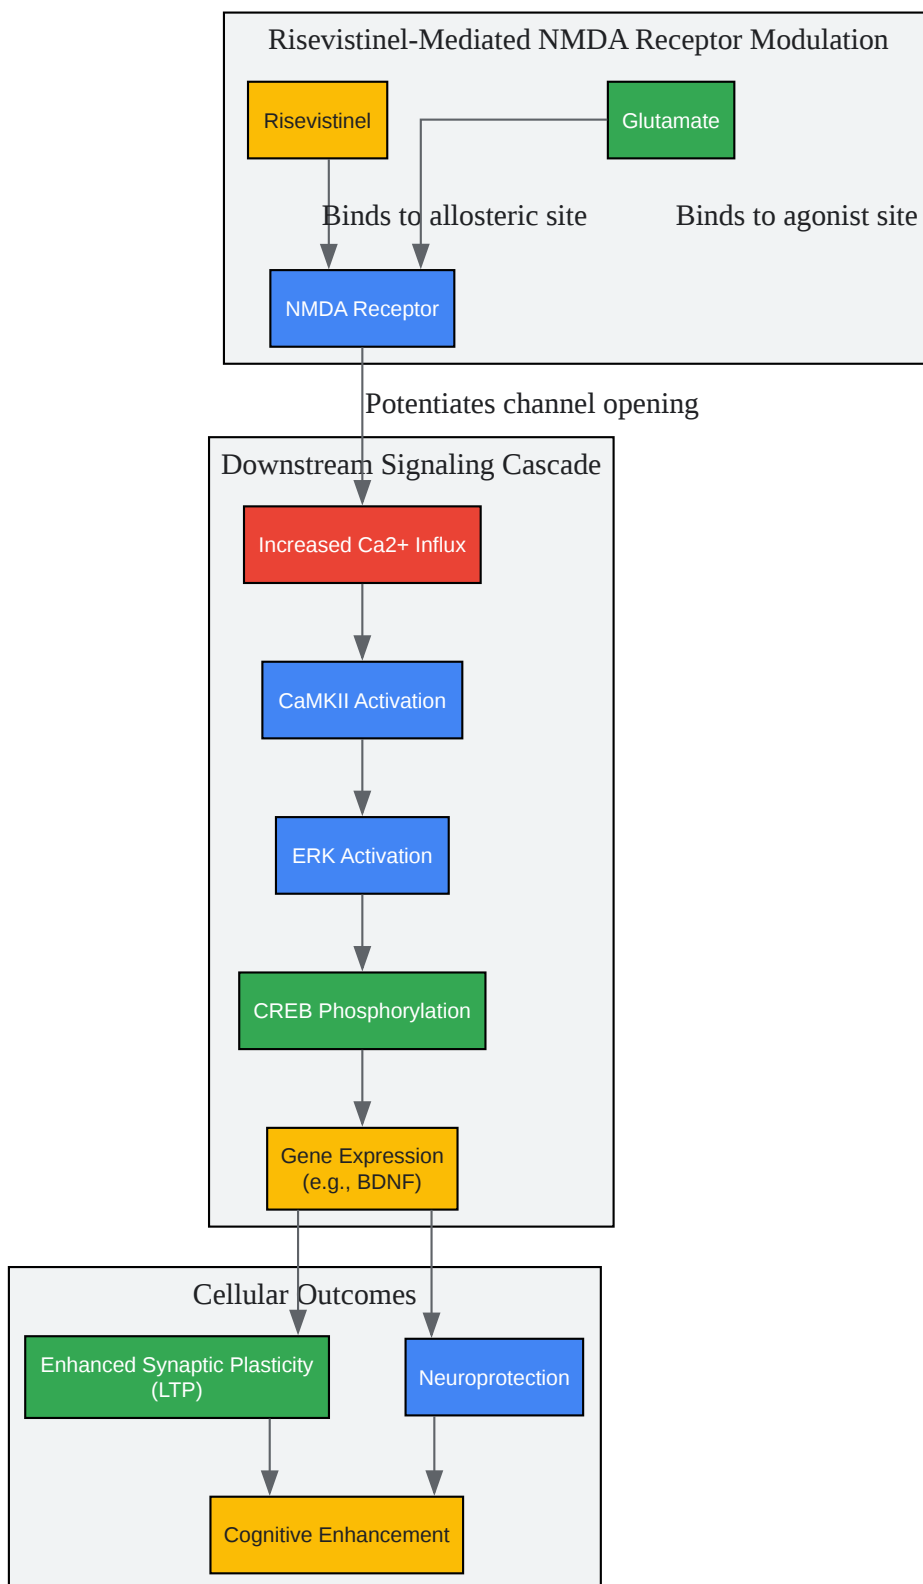 Risevistinel-Mediated NMDA Receptor Modulation
Risevistinel
Glutamate
Binds to allosteric site
Binds to agonist site
NMDA Receptor
Potentiates channel opening
Downstream Signaling Cascade
Increased Ca2+ Influx
CaMKII Activation
ERK Activation
CREB Phosphorylation
Gene Expression
(e.g., BDNF)
Cellular Outcomes
Enhanced Synaptic Plasticity
(LTP)
Neuroprotection
Cognitive Enhancement